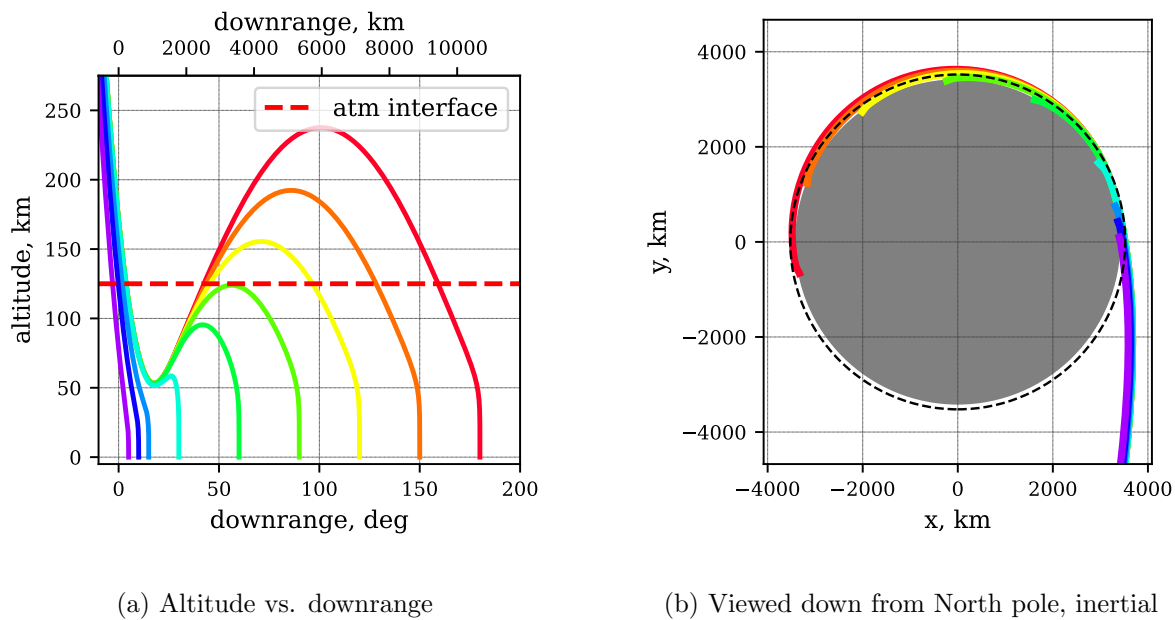 downrange, km
0 2000 4000 6000 8000 10000
atm interface
altitude, km
250
200
150
100
50
0
0 50 100 150 200
downrange, deg
(a) Altitude vs. downrange
y, km
4000
2000
0
−2000
−4000
−4000 −2000 0 2000 4000
x, km
(b) Viewed down from North pole, inertial